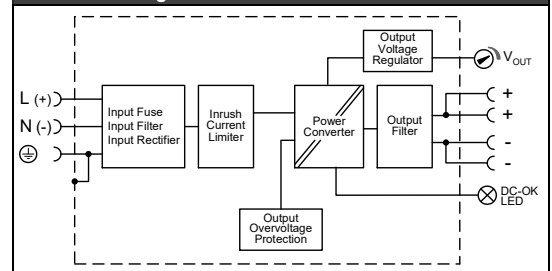 Output
Voltage
Regulator
V_OUT
L (+)
N (-)
Input Fuse
Input Filter
Input Rectifier
Inrush
Current
Limiter
Power
Converter
Output
Filter
+
+
-
-
DC-OK
LED
Output
Overvoltage
Protection